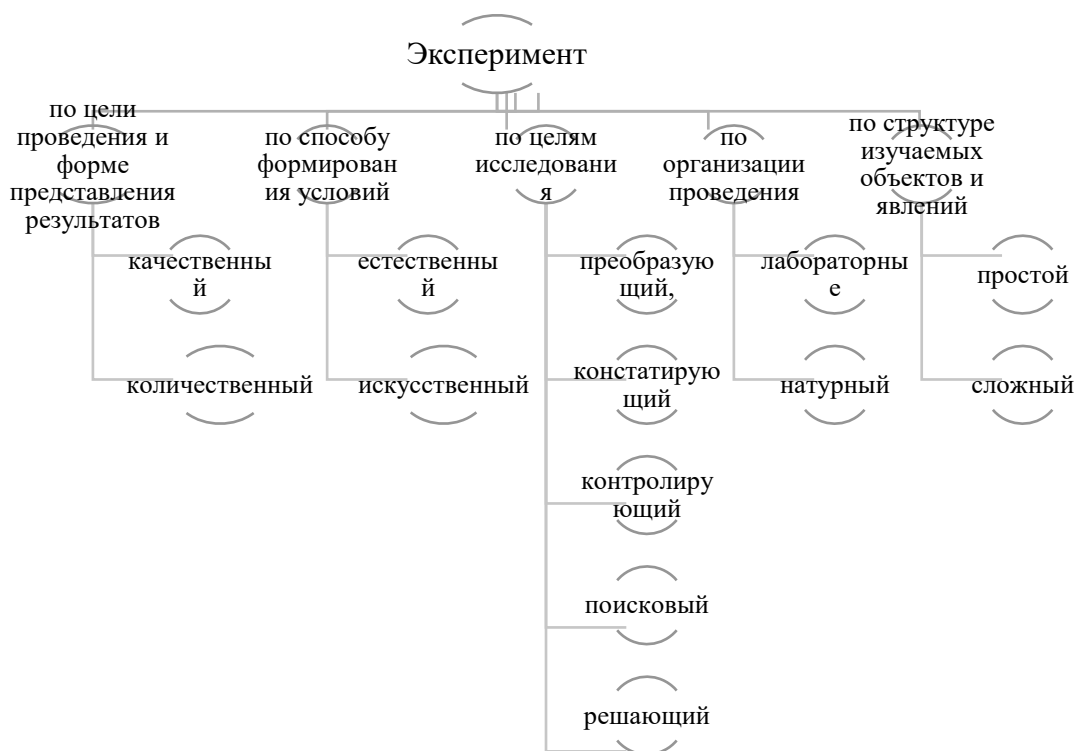 Эксперимент
по цели
проведения и
форме
представления
результатов
по способу
формирован
ия условий
по целям
исследовани
я
по
организации
проведения
по структуре
изучаемых
объектов и
явлений
качественны
й
количественный
естественны
й
искусственный
преобразую
щий,
констатирую
щий
контролиру
ющий
поисковый
решающий
лабораторны
е
натурный
простой
сложный